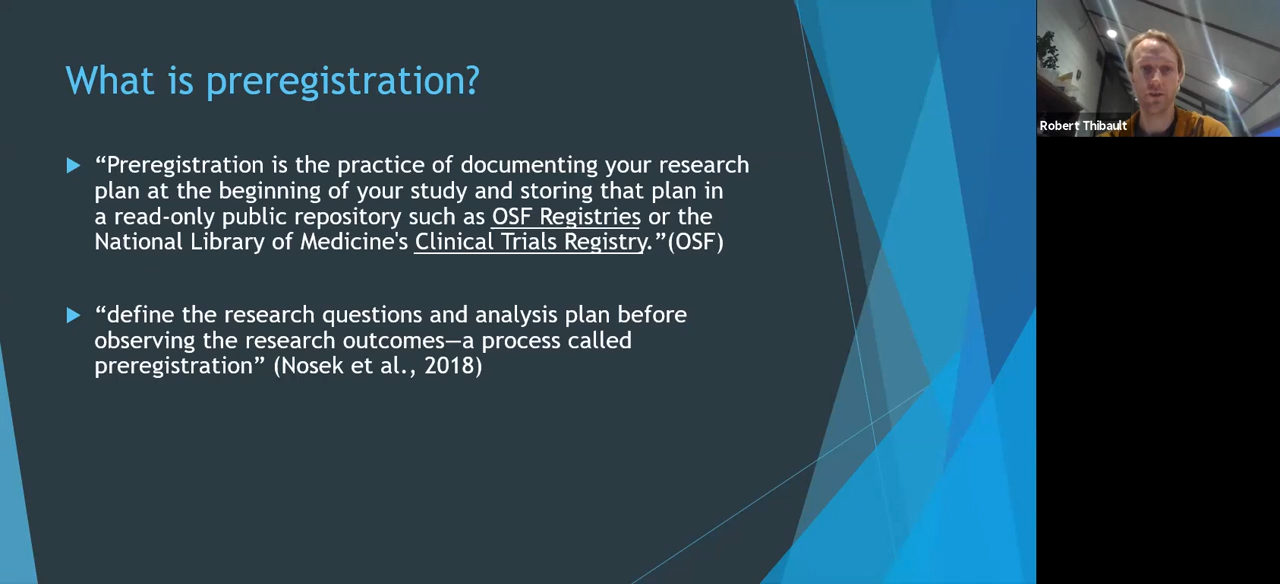 What is preregistration?
“Preregistration is the practice of documenting your research
plan at the beginning of your study and storing that plan in
a read-only public repository such as OSF Registries or the
National Library of Medicine's Clinical Trials Registry.”(OSF)
“define the research questions and analysis plan before
observing the research outcomes—a process called
preregistration” (Nosek et al., 2018)
Robert Thibault